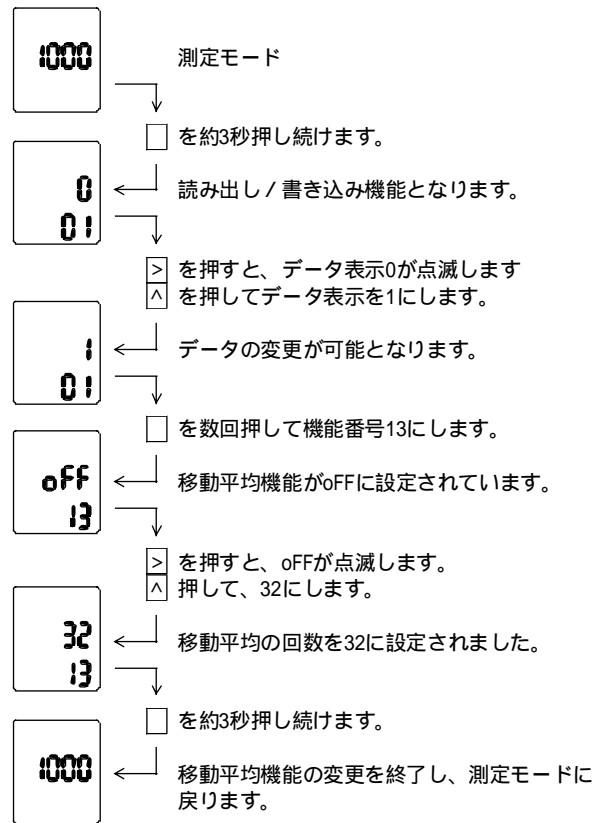 1000
測定モード
□ を約3秒押し続けます。
0
読み出し / 書き込み機能となります。
01
> を押すと、データ表示0が点滅します
^ を押してデータ表示を1にします。
1
データの変更が可能となります。
01
□ を数回押して機能番号13にします。
oFF
移動平均機能がoFFに設定されています。
13
> を押すと、oFFが点滅します。
^ 押して、32にします。
32
移動平均の回数を32に設定されました。
13
□ を約3秒押し続けます。
1000
移動平均機能の変更を終了し、測定モードに
戻ります。